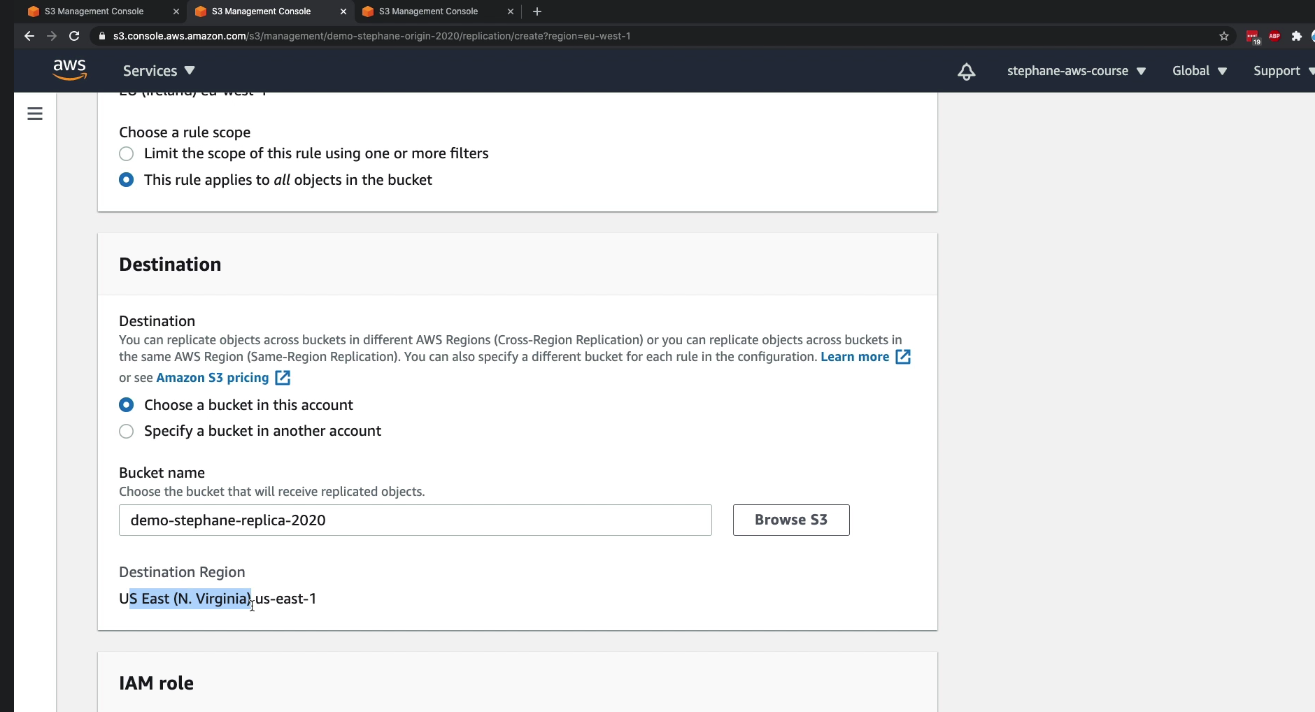 S3 Management Console
S3 Management Console
S3 Management Console
s3.console.aws.amazon.com/s3/management/demo-stephane-origin-2020/replication/create?region=eu-west-1
19
ABP
aws
Services
stephane-aws-course
Global
Support
EU (Ireland) eu-west-1
Choose a rule scope
Limit the scope of this rule using one or more filters
This rule applies to all objects in the bucket
Destination
Destination
You can replicate objects across buckets in different AWS Regions (Cross-Region Replication) or you can replicate objects across buckets in
the same AWS Region (Same-Region Replication). You can also specify a different bucket for each rule in the configuration. Learn more
or see Amazon S3 pricing
Choose a bucket in this account
Specify a bucket in another account
Bucket name
Choose the bucket that will receive replicated objects.
demo-stephane-replica-2020
Browse S3
Destination Region
US East (N. Virginia) us-east-1
IAM role